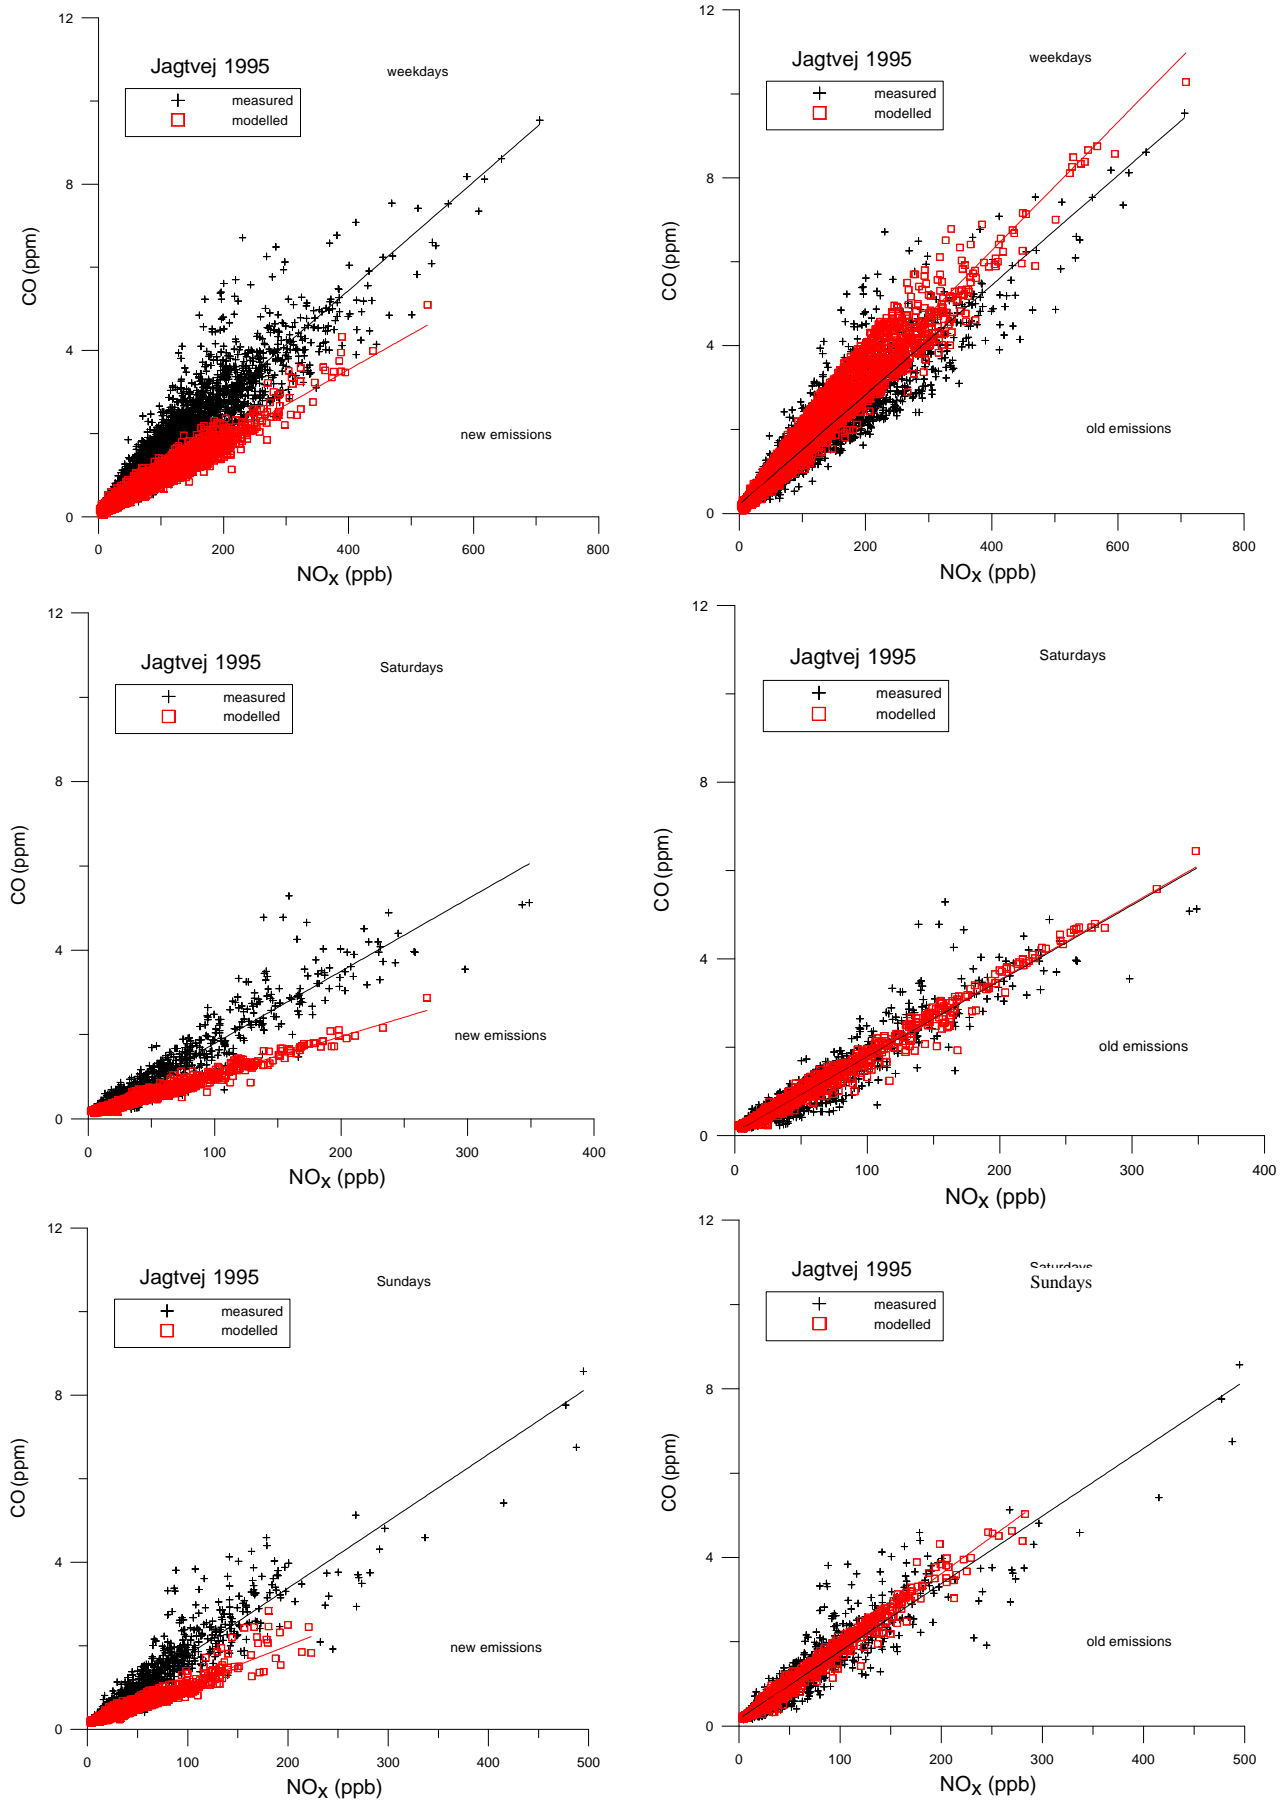 12
8
4
0
CO (ppm)
Jagtvej 1995
weekdays
measured
modelled
new emissions
0 200 400 600 800
NOx (ppb)
12
8
4
0
CO (ppm)
Jagtvej 1995
weekdays
measured
modelled
old emissions
0 200 400 600 800
NOx (ppb)
12
8
4
0
CO (ppm)
Jagtvej 1995
Saturdays
measured
modelled
new emissions
0 100 200 300 400
NOx (ppb)
12
8
4
0
CO (ppm)
Jagtvej 1995
Saturdays
measured
modelled
old emissions
0 100 200 300 400
NOx (ppb)
12
8
4
0
CO (ppm)
Jagtvej 1995
Sundays
measured
modelled
new emissions
0 100 200 300 400 500
NOx (ppb)
12
8
4
0
CO (ppm)
Jagtvej 1995
Saturdays
Sundays
measured
modelled
old emissions
0 100 200 300 400 500
NOx (ppb)